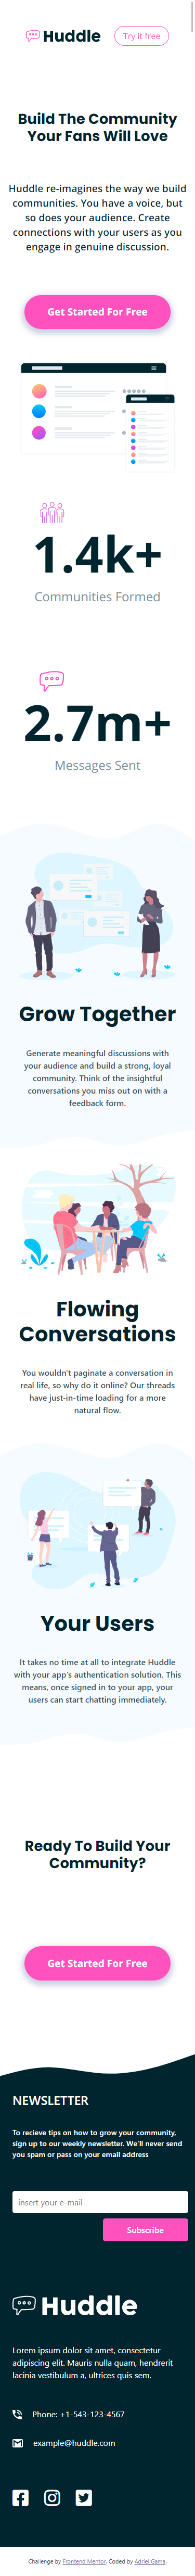 Huddle
Try it free
Build The Community
Your Fans Will Love
Huddle re-imagines the way we build
communities. You have a voice, but
so does your audience. Create
connections with your users as you
engage in genuine discussion.
Get Started For Free
1.4k+
Communities Formed
2.7m+
Messages Sent
Grow Together
Generate meaningful discussions with
your audience and build a strong, loyal
community. Think of the insightful
conversations you miss out on with a
feedback form.
Flowing
Conversations
You wouldn't paginate a conversation in
real life, so why do it online? Our threads
have just-in-time loading for a more
natural flow.
Your Users
It takes no time at all to integrate Huddle
with your app's authentication solution. This
means, once signed in to your app, your
users can start chatting immediately.
Ready To Build Your
Community?
Get Started For Free
NEWSLETTER
To recieve tips on how to grow your community,
sign up to our weekly newsletter. We'll never send
you spam or pass on your email address
insert your e-mail
Subscribe
Huddle
Lorem ipsum dolor sit amet, consectetur
adipiscing elit. Mauris nulla quam, hendrerit
lacinia vestibulum a, ultrices quis sem.
Phone: +1-543-123-4567
example@huddle.com
Challenge by Frontend Mentor. Coded by Adriel Gama.